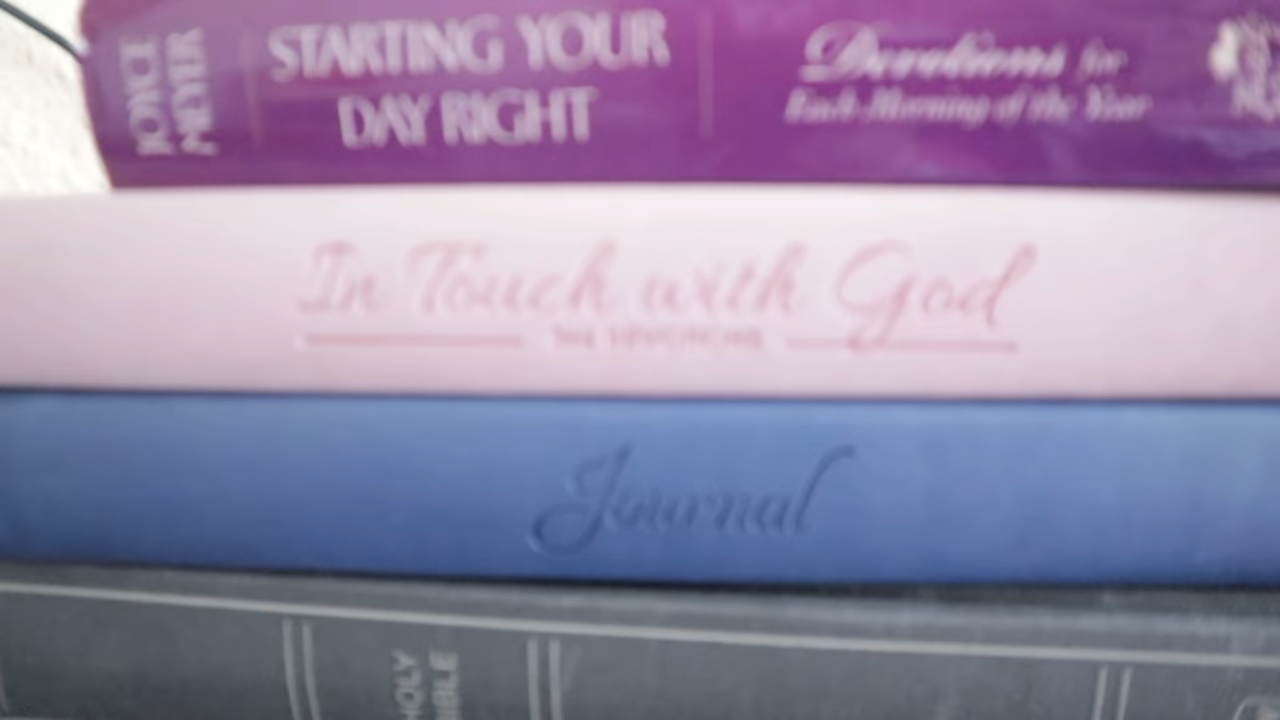 JOYCE
MEYER
STARTING YOUR
DAY RIGHT
Devotions for
Each Morning of the Year
In Touch with God
DEVOTIONS
Journal
HOLY
BIBLE